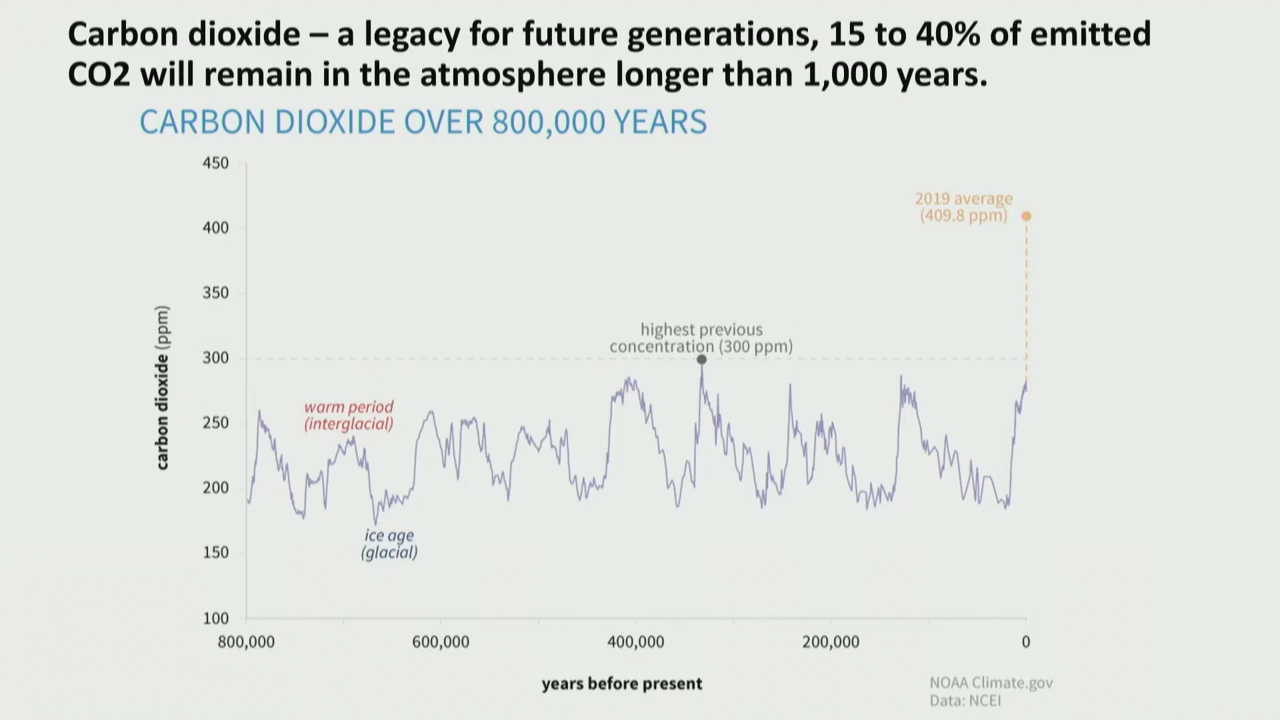 Carbon dioxide – a legacy for future generations, 15 to 40% of emitted
CO2 will remain in the atmosphere longer than 1,000 years.
CARBON DIOXIDE OVER 800,000 YEARS
450
400
350
300
250
200
150
100
carbon dioxide (ppm)
2019 average
(409.8 ppm)
highest previous
concentration (300 ppm)
warm period
(interglacial)
ice age
(glacial)
800,000
600,000
400,000
200,000
0
years before present
NOAA Climate.gov
Data: NCEI